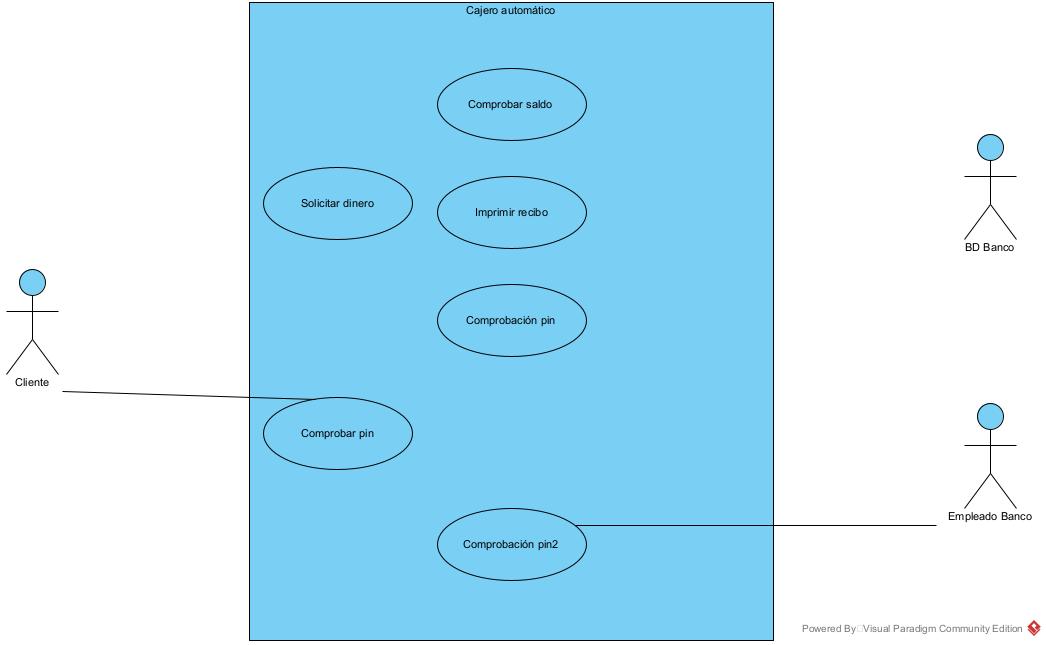 Cajero automático
Comprobar saldo
Solicitar dinero
Imprimir recibo
BD Banco
Comprobación pin
Cliente
Comprobar pin
Empleado Banco
Comprobación pin2
Powered By Visual Paradigm Community Edition